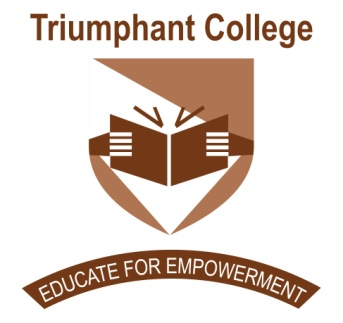 Triumphant College
EDUCATE FOR EMPOWERMENT